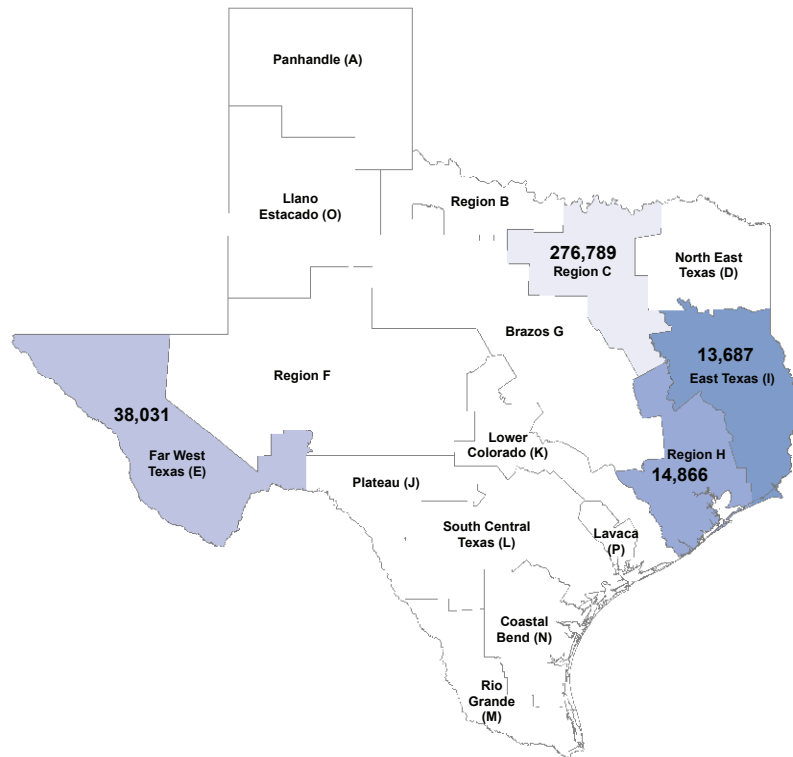 Panhandle (A)
Llano
Estacado (O)
Region B
276,789
Region C
North East
Texas (D)
Brazos G
13,687
East Texas (I)
Region F
38,031
Far West
Texas (E)
Lower
Colorado (K)
Region H
14,866
Plateau (J)
South Central
Texas (L)
Lavaca
(P)
Coastal
Bend (N)
Rio
Grande
(M)